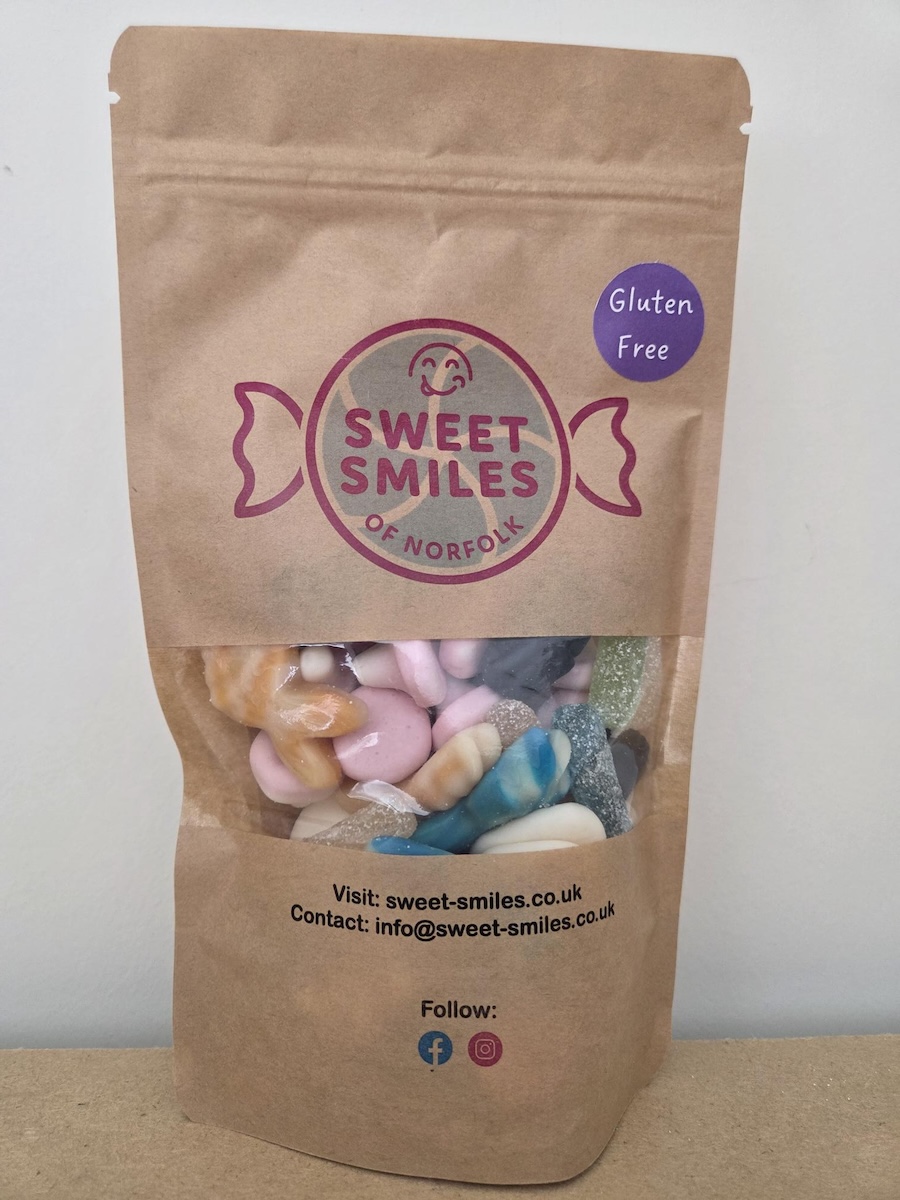 Gluten
Free
SWEET
SMILES
OF NORFOLK
Visit: sweet-smiles.co.uk
Contact: info@sweet-smiles.co.uk
Follow: